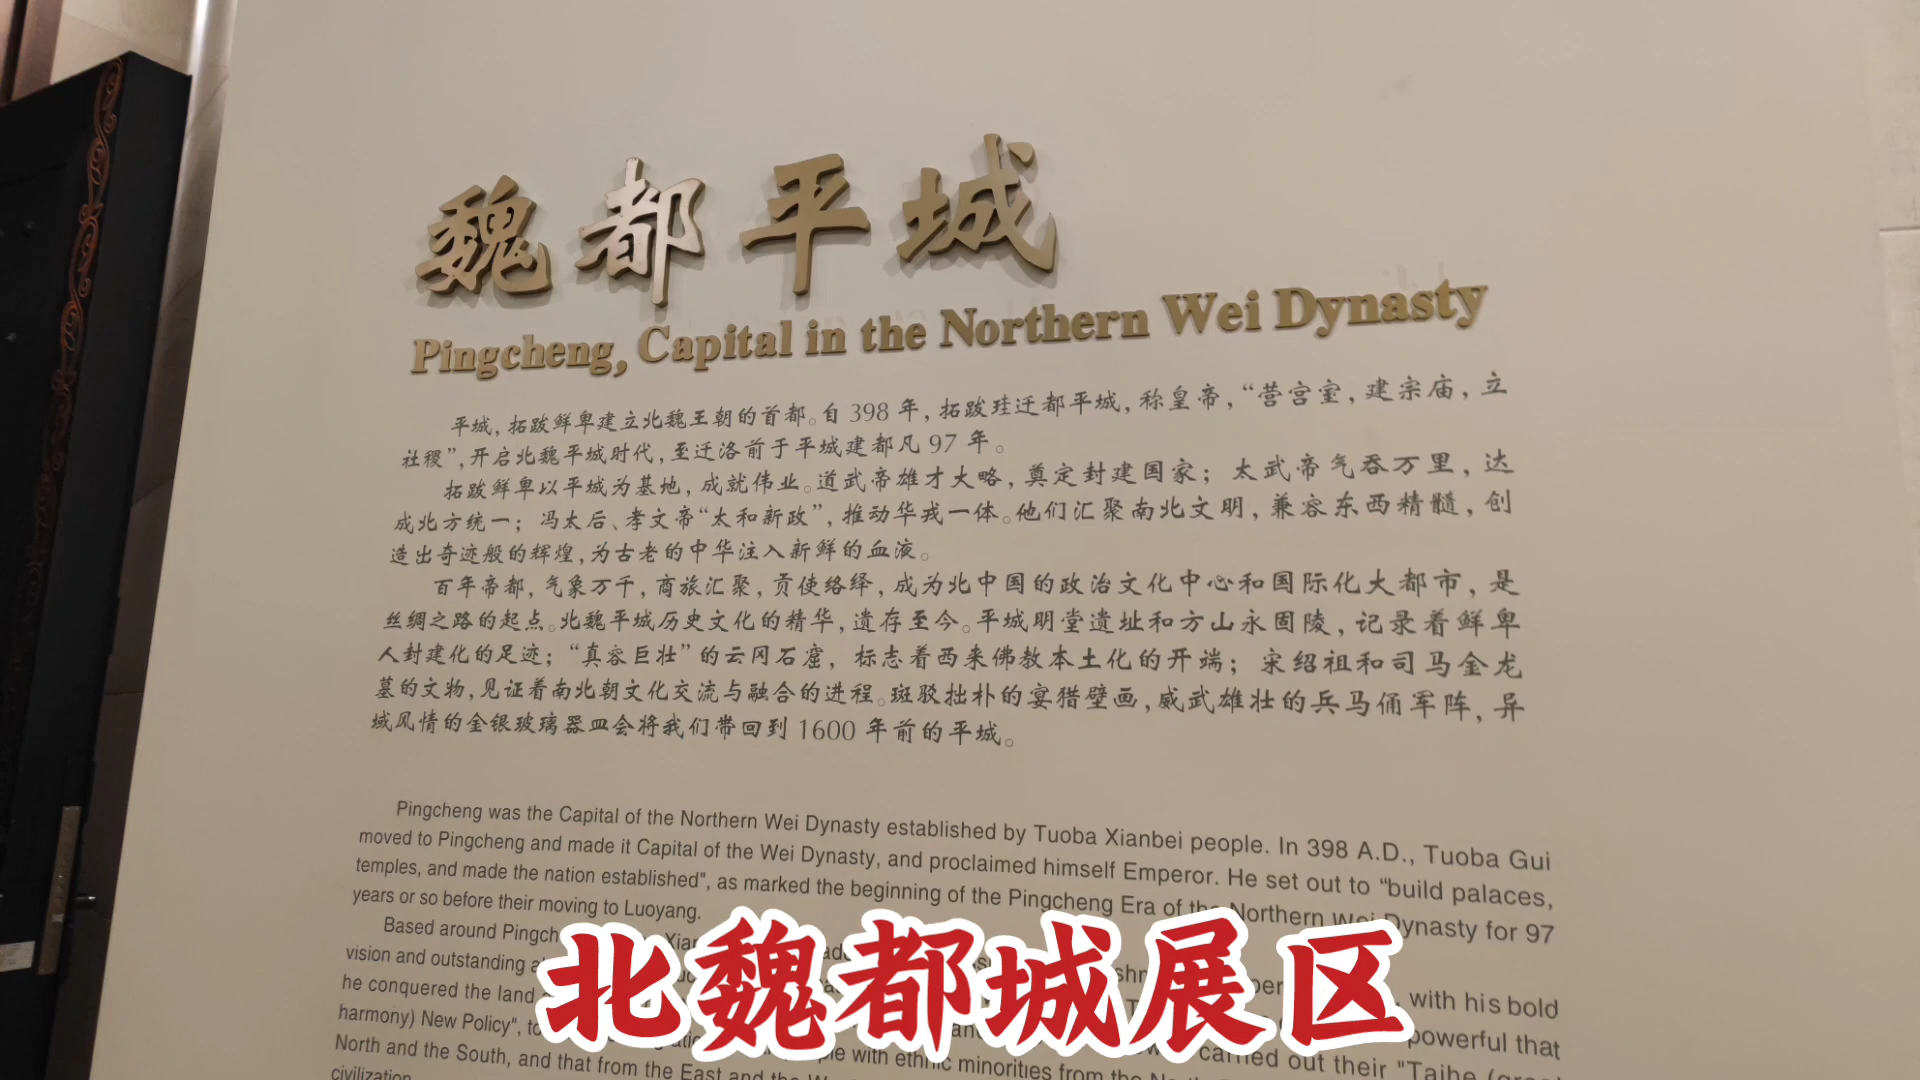 魏都平城
Pingcheng, Capital in the Northern Wei Dynasty
平城，拓跋鲜卑建立北魏王朝的首都。自 398 年，拓跋珪迁都平城，称皇帝，“营宫室，建宗庙，立
社稷”，开启北魏平城时代，至迁洛前于平城建都凡 97 年。
拓跋鲜卑以平城为基地，成就伟业。道武帝雄才大略，奠定封建国家；太武帝气吞万里，达
成北方统一；冯太后、孝文帝“太和新政”，推动华戎一体。他们汇聚南北文明，兼容东西精髓，创
造出奇迹般的辉煌，为古老的中华注入新鲜的血液。
百年帝都，气象万千，商旅汇聚，贡使络绎，成为北中国的政治文化中心和国际化大都市，是
丝绸之路的起点。北魏平城历史文化的精华，遗存至今。平城明堂遗址和方山永固陵，记录着鲜卑
人封建化的足迹；“真容巨壮”的云冈石窟，标志着西来佛教本土化的开端；宋绍祖和司马金龙
墓的文物，见证着南北朝文化交流与融合的进程。斑驳拙朴的宴猎壁画，威武雄壮的兵马俑军阵，异
域风情的金银玻璃器皿会将我们带回到 1600 年前的平城。
Pingcheng was the Capital of the Northern Wei Dynasty established by Tuoba Xianbei people. In 398 A.D., Tuoba Gui
moved to Pingcheng and made it Capital of the Wei Dynasty, and proclaimed himself Emperor. He set out to "build palaces,
temples, and made the nation established", as marked the beginning of the Pingcheng Era of the Northern Wei Dynasty for 97
years or so before their moving to Luoyang.
Based around with his bold
vision and outstanding
he conquered the land powerful that
harmony) New Policy", with ethnic minorities from the carried out their "Taihe
North and the South, and that from the East and the
civilization
北魏都城展区